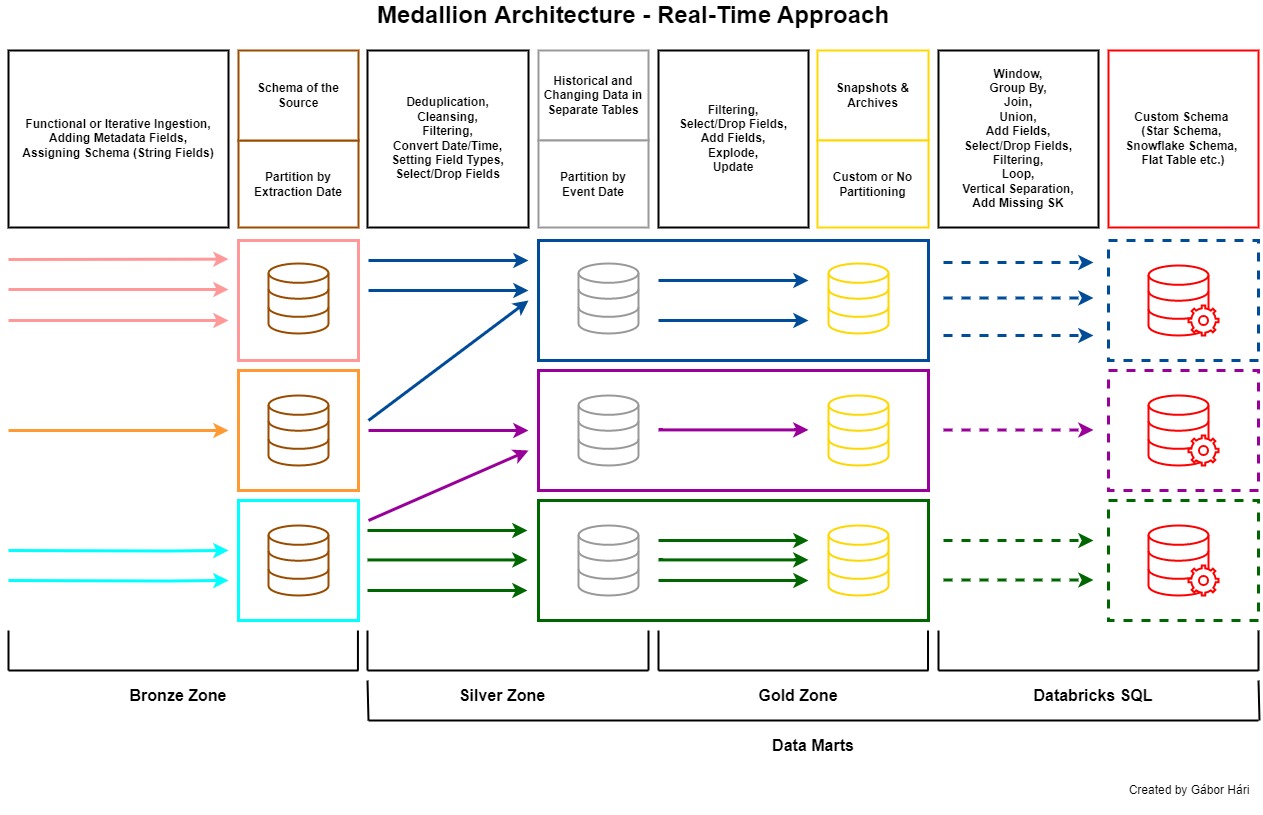 Medallion Architecture - Real-Time Approach
Functional or Iterative Ingestion,
Adding Metadata Fields,
Assigning Schema (String Fields)
Schema of the
Source
Partition by
Extraction Date
Deduplication,
Cleansing,
Filtering,
Convert Date/Time,
Setting Field Types,
Select/Drop Fields
Historical and
Changing Data in
Separate Tables
Partition by
Event Date
Filtering,
Select/Drop Fields,
Add Fields,
Explode,
Update
Snapshots &
Archives
Custom or No
Partitioning
Window,
Group By,
Join,
Union,
Add Fields,
Select/Drop Fields,
Filtering,
Loop,
Vertical Separation,
Add Missing SK
Custom Schema
(Star Schema,
Snowflake Schema,
Flat Table etc.)
Bronze Zone
Silver Zone
Gold Zone
Databricks SQL
Data Marts
Created by Gábor Hári